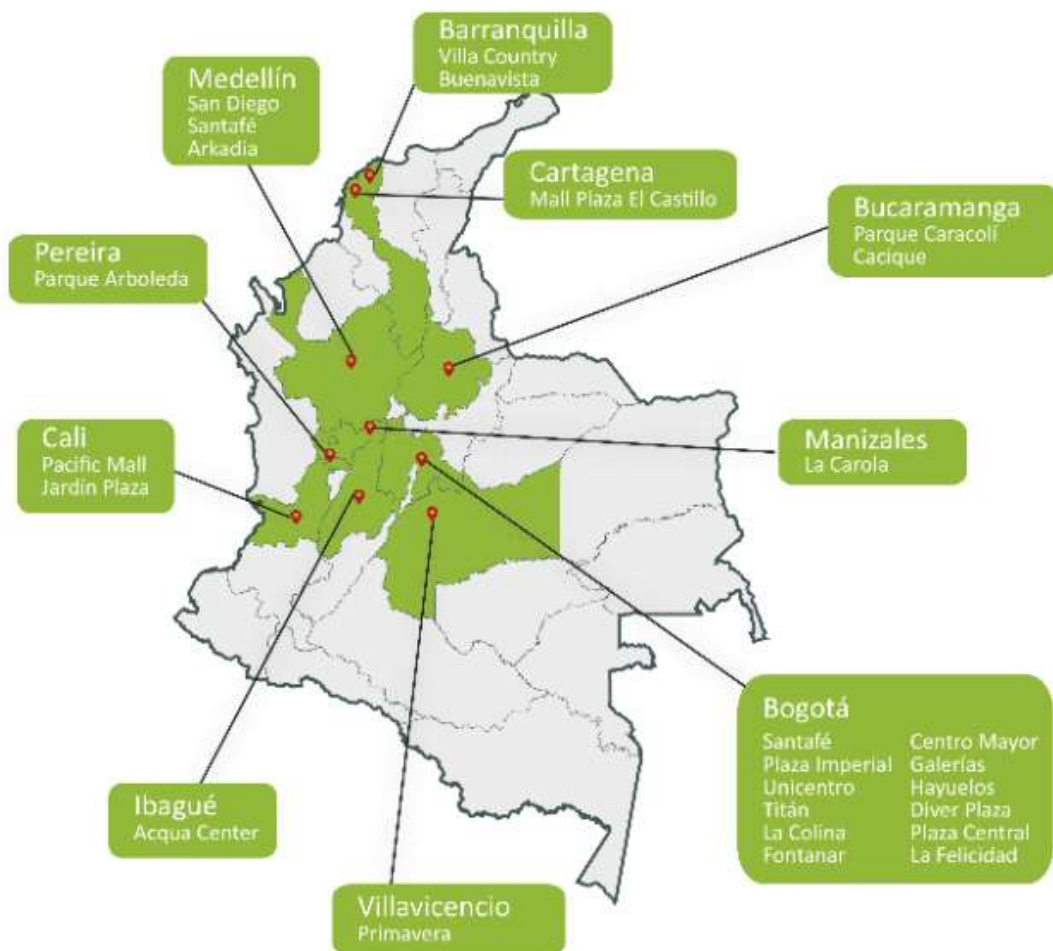 Barranquilla
Villa Country
Buenavista
Medellín
San Diego
Santafé
Arkadia
Cartagena
Mall Plaza El Castillo
Bucaramanga
Parque Caracolí
Cacique
Pereira
Parque Arboleda
Cali
Pacific Mall
Jardín Plaza
Manizales
La Carola
Bogotá
Santafé
Plaza Imperial
Unicentro
Titán
La Colina
Fontanar
Centro Mayor
Galerías
Hayuelos
Diver Plaza
Plaza Central
La Felicidad
Ibagué
Acqua Center
Villavicencio
Primavera